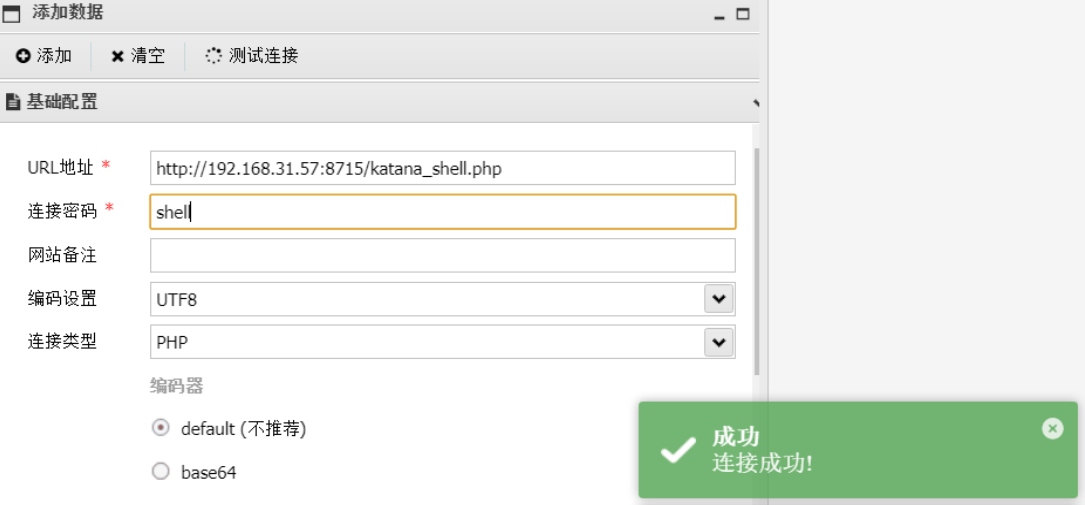 添加数据
添加 清空 测试连接
基础配置
URL地址 * http://192.168.31.57:8715/katana_shell.php
连接密码 * shell
网站备注
编码设置 UTF8
连接类型 PHP
编码器
default (不推荐)
base64
成功
连接成功!